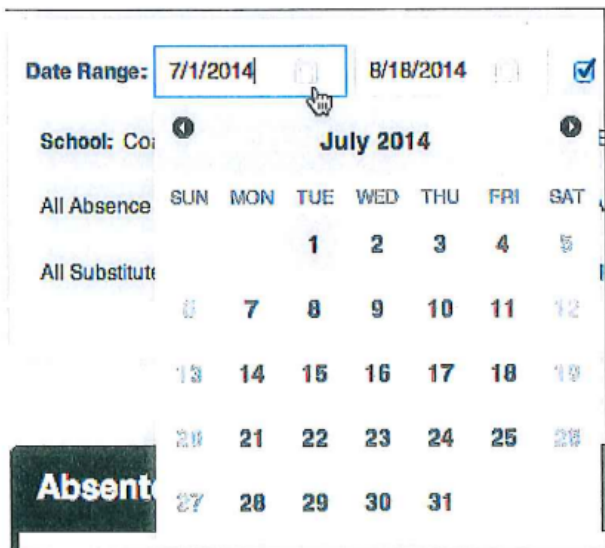 Date Range: 7/1/2014 8/18/2014
School: Coa July 2014
All Absence SUN MON TUE WED THU FRI SAT
1 2 3 4 5
All Substitute
6 7 8 9 10 11 12
13 14 15 16 17 18 19
20 21 22 23 24 25 26
Absente 27 28 29 30 31